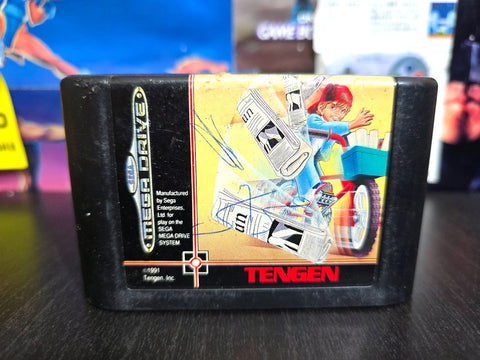 MEGA DRIVE
Manufactured
by Sega
Enterprises,
Ltd for
play on the
SEGA
MEGA DRIVE
SYSTEM
©1991
Tengen, Inc.
TENGEN